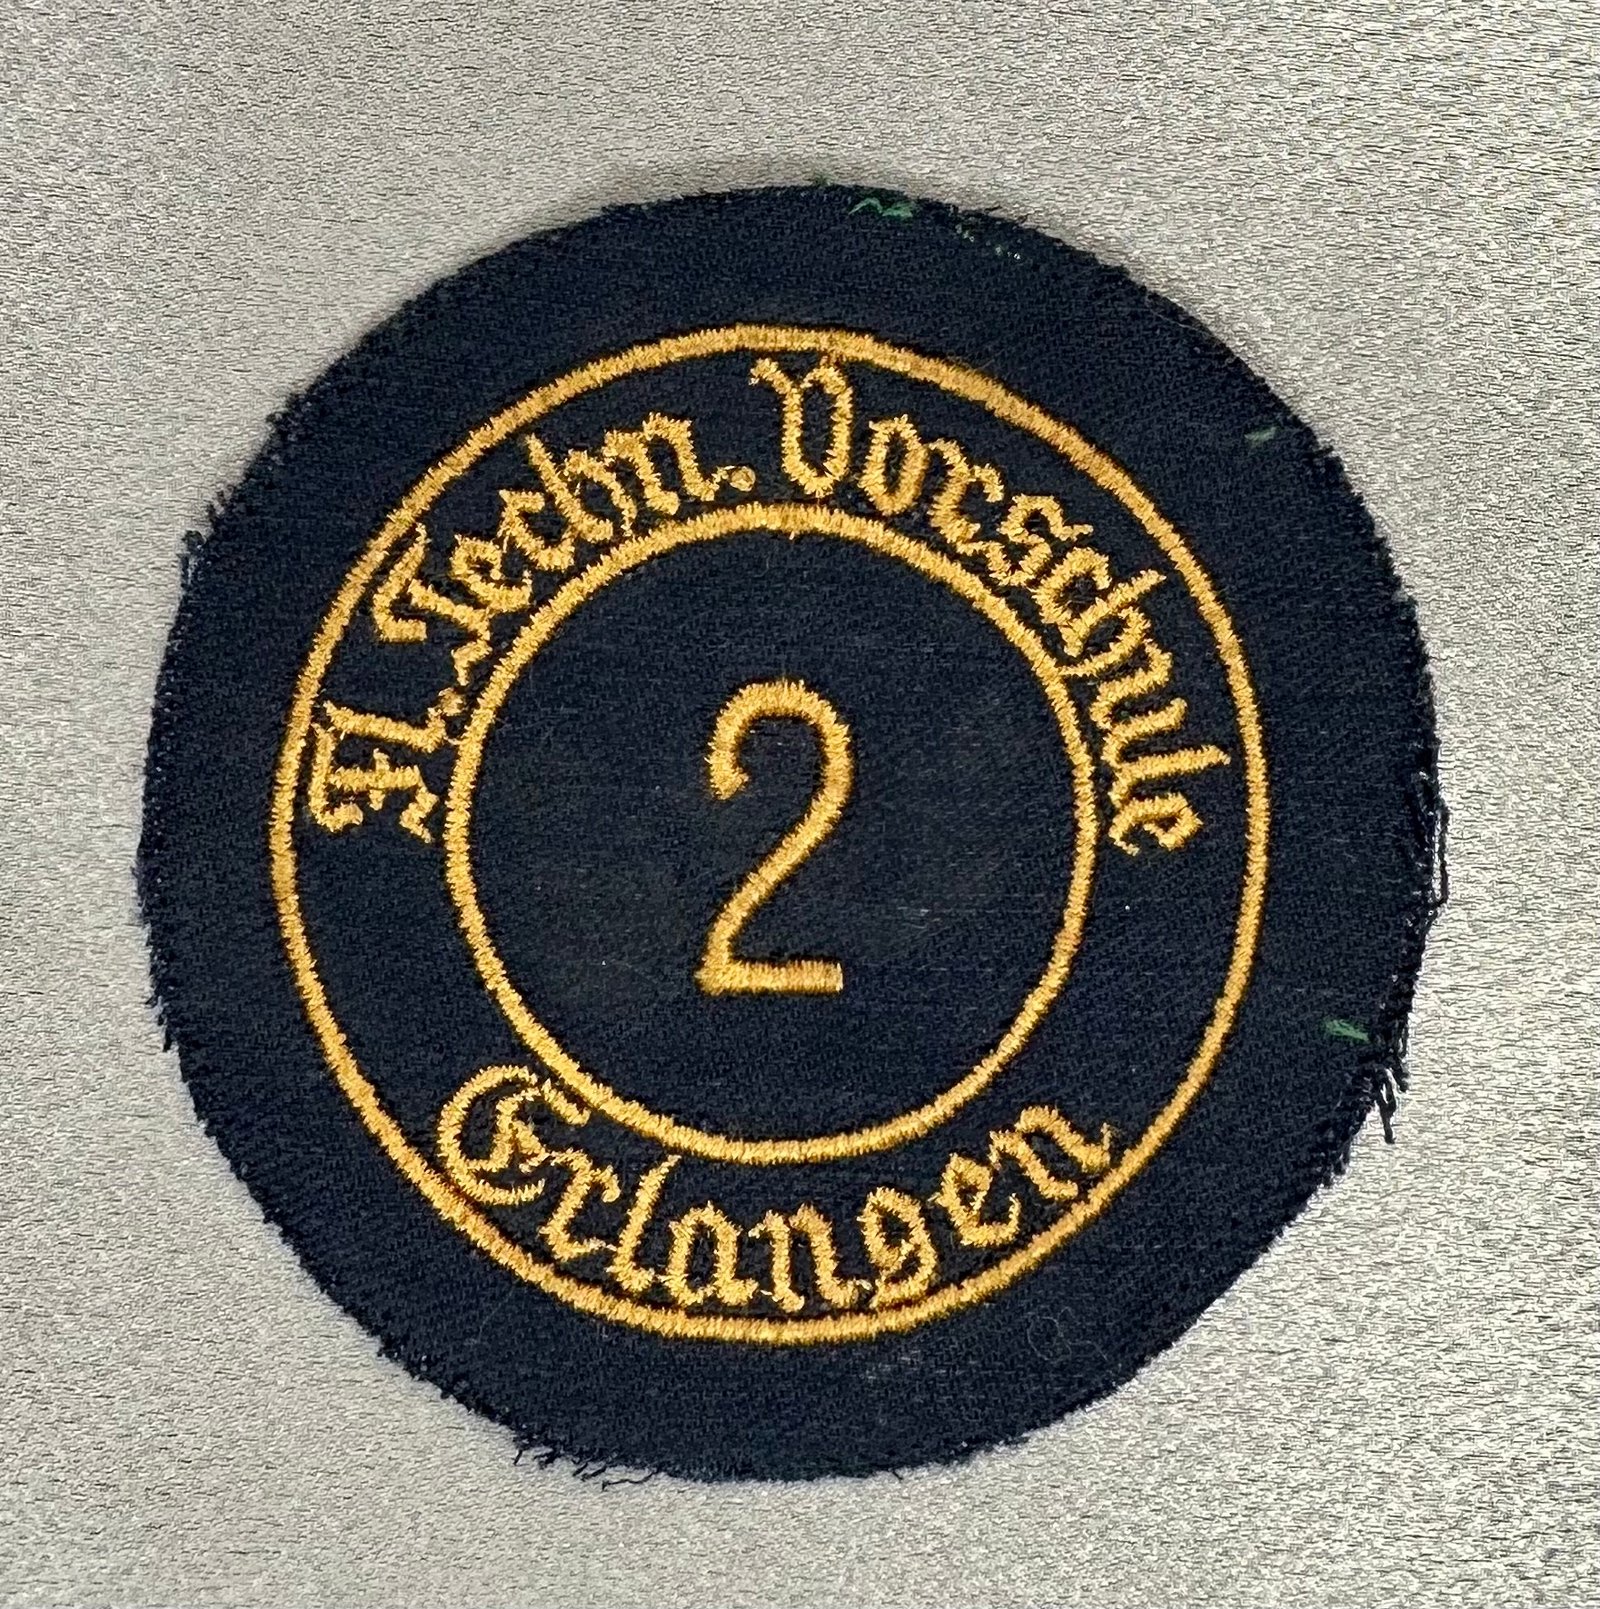 Fl. Techn. Vorschule
2
Erlangen